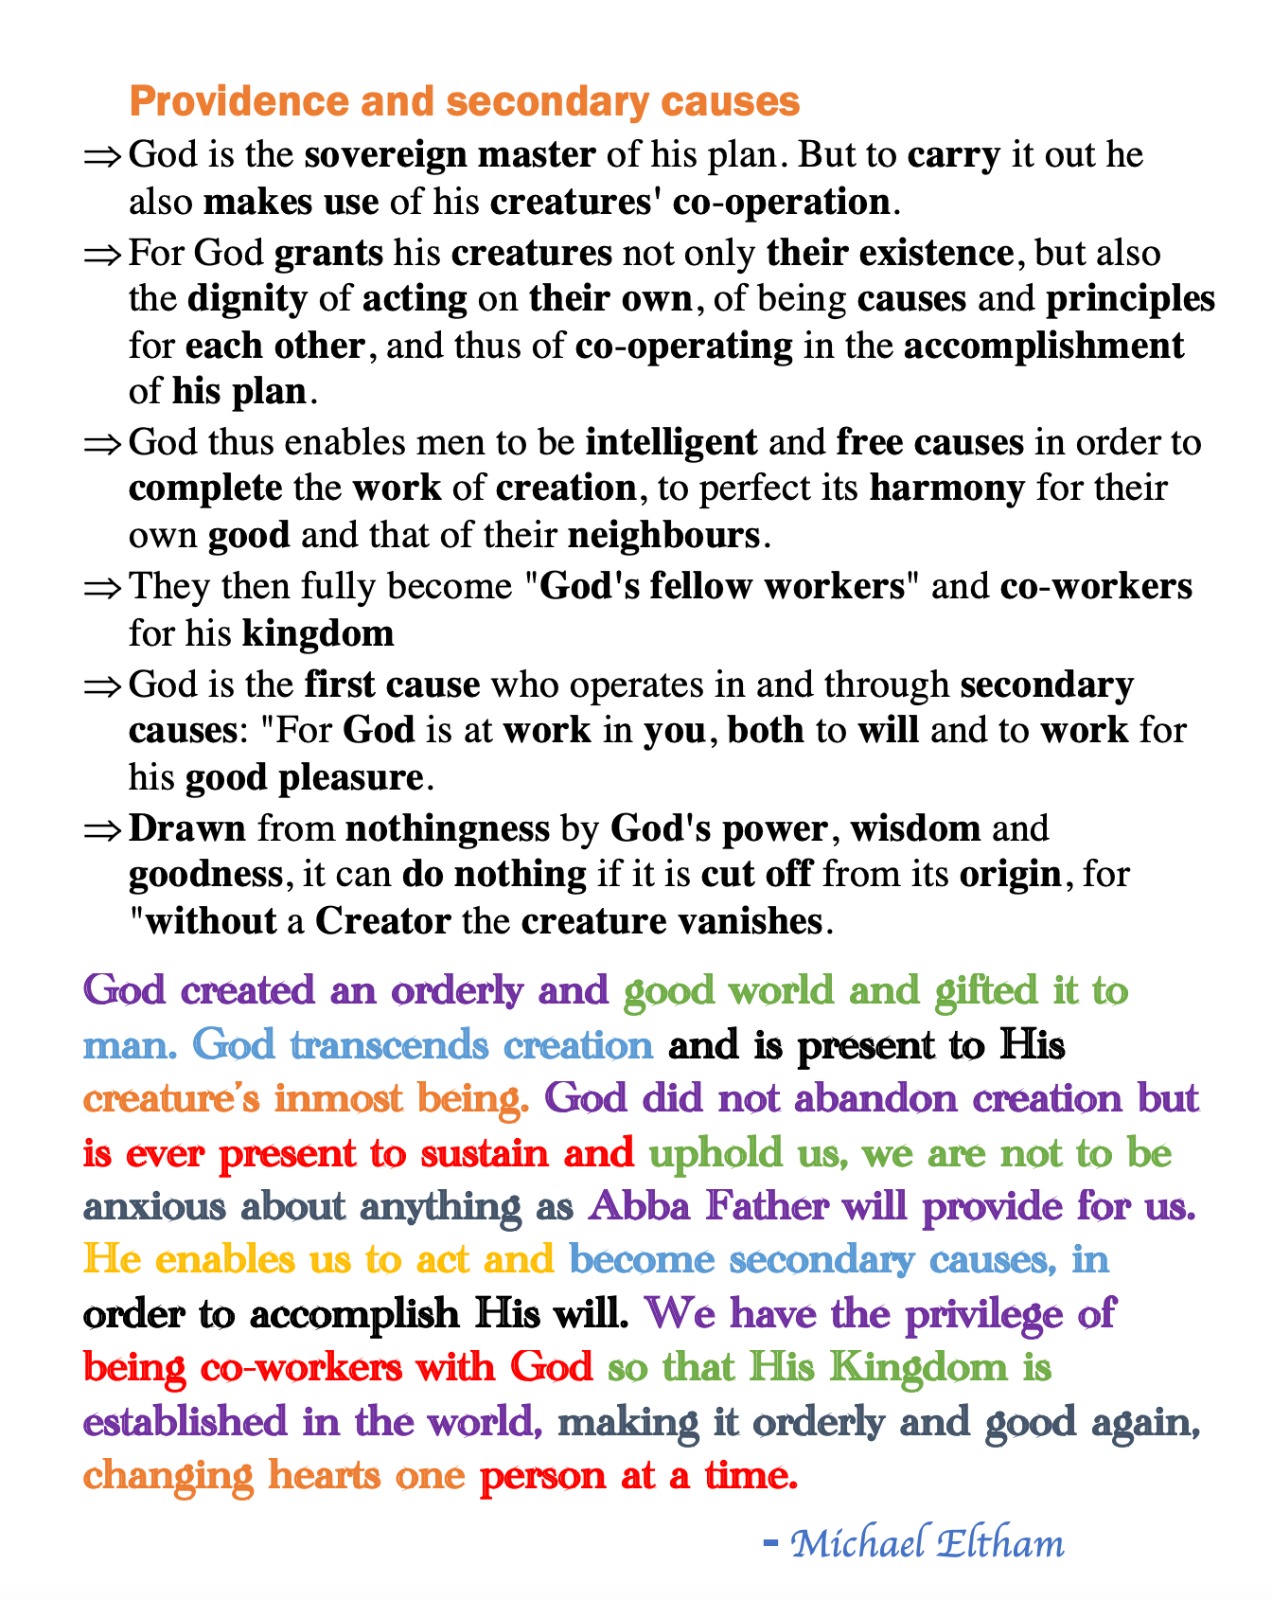 Providence and secondary causes
⇒ God is the sovereign master of his plan. But to carry it out he
also makes use of his creatures' co-operation.
⇒ For God grants his creatures not only their existence, but also
the dignity of acting on their own, of being causes and principles
for each other, and thus of co-operating in the accomplishment
of his plan.
⇒ God thus enables men to be intelligent and free causes in order to
complete the work of creation, to perfect its harmony for their
own good and that of their neighbours.
⇒ They then fully become "God's fellow workers" and co-workers
for his kingdom
⇒ God is the first cause who operates in and through secondary
causes: "For God is at work in you, both to will and to work for
his good pleasure.
⇒ Drawn from nothingness by God's power, wisdom and
goodness, it can do nothing if it is cut off from its origin, for
"without a Creator the creature vanishes.
God created an orderly and good world and gifted it to
man. God transcends creation and is present to His
creature's inmost being. God did not abandon creation but
is ever present to sustain and uphold us, we are not to be
anxious about anything as Abba Father will provide for us.
He enables us to act and become secondary causes, in
order to accomplish His will. We have the privilege of
being co-workers with God so that His Kingdom is
established in the world, making it orderly and good again,
changing hearts one person at a time.
- Michael Eltham